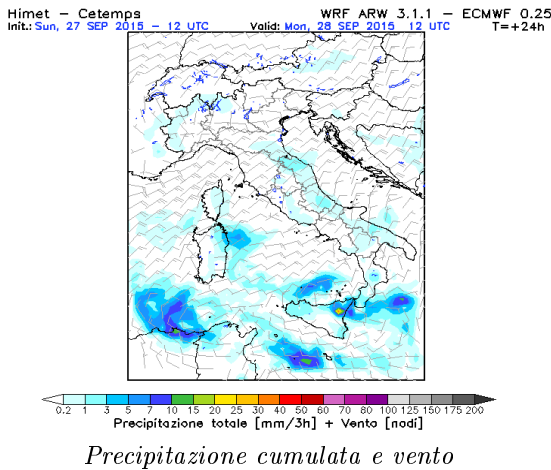 Himet – Cetemps WRF ARW 3.1.1 – ECMWF 0.25
Init.: Sun, 27 SEP 2015 – 12 UTC Valid: Mon, 28 SEP 2015 12 UTC T=+24h
0.2 1 3 5 7 10 15 20 25 30 40 50 60 70 80 100 125 150 175 200
Precipitazione totale [mm/3h] + Vento [nodi]
Precipitazione cumulata e vento